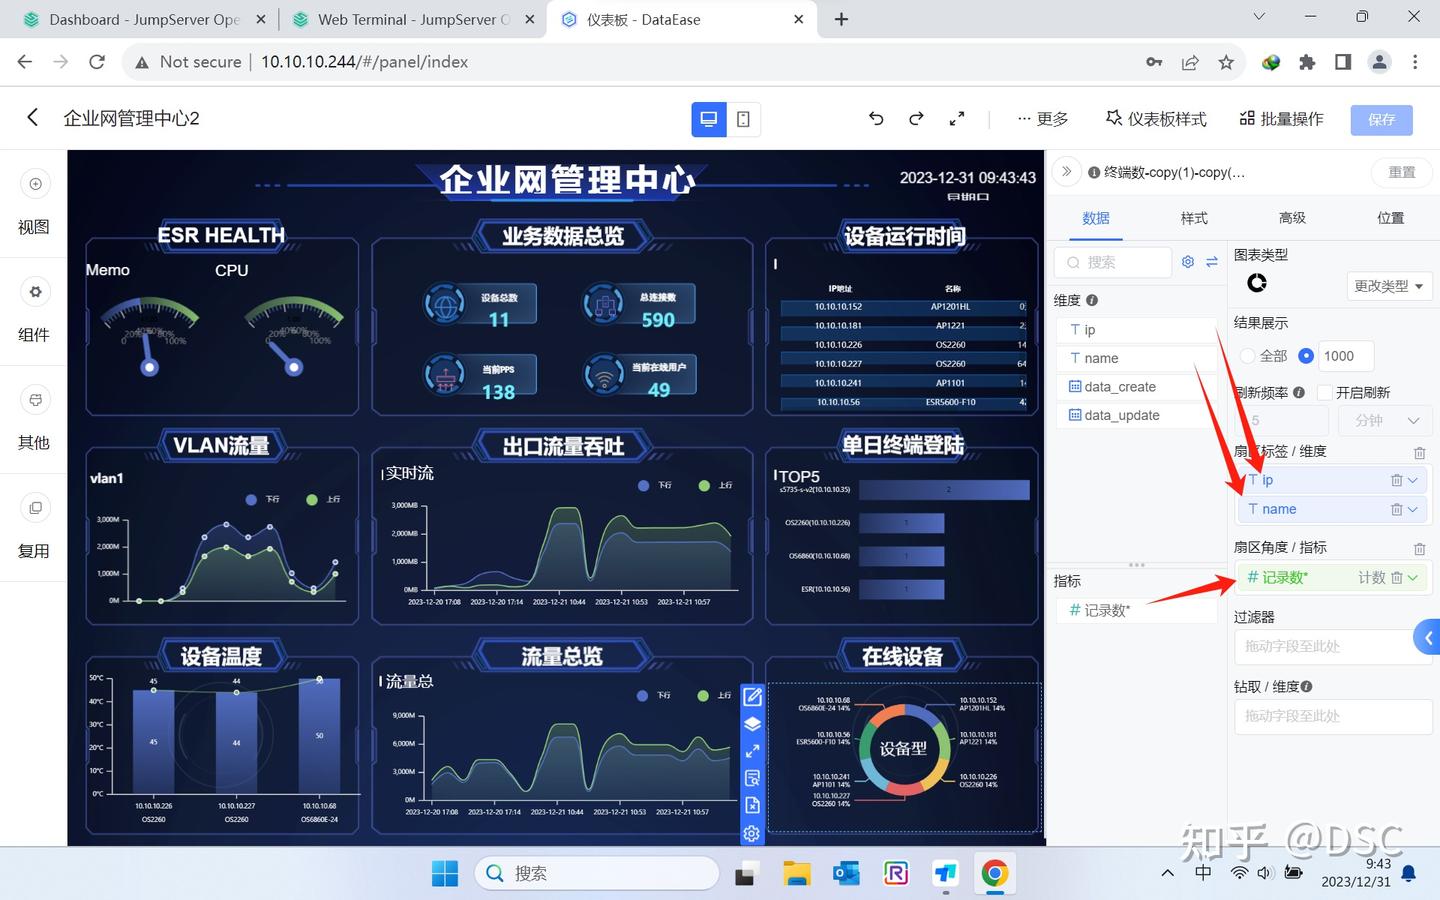 Dashboard - JumpServer Ope
Web Terminal - JumpServer O
仪表板 - DataEase
Not secure
10.10.10.244/#/panel/index
企业网管理中心2
更多
仪表板样式
批量操作
保存
视图
组件
其他
复用
企业网管理中心
2023-12-31 09:43:43
星期日
ESR HEALTH
业务数据总览
设备运行时间
Memo
CPU
设备总数
11
总连接数
590
当前PPS
138
当前在线用户
49
IP地址 名称
10.10.10.152 AP1201HL
10.10.10.181 AP1221
10.10.10.226 OS2260
10.10.10.227 OS2260
10.10.10.241 AP1101
10.10.10.56 ESR5600-F10
VLAN流量
出口流量吞吐
单日终端登陆
vlan1
下行
上行
3,000M
2,000M
1,000M
0M
实时流
下行
上行
3,000MB
2,000MB
1,000MB
0MB
2023-12-20 17:08
2023-12-20 17:14
2023-12-21 10:44
2023-12-21 10:53
2023-12-21 10:57
TOP5
s5735-s-v2(10.10.10.35)
2
OS2260(10.10.10.226)
1
OS6860(10.10.10.68)
1
ESR(10.10.10.56)
1
设备温度
流量总览
在线设备
50℃
40℃
30℃
20℃
10℃
0℃
45
44
50
45
44
50
10.10.10.226
OS2260
10.10.10.227
OS2260
10.10.10.68
OS6860E-24
流量总
下行
上行
9,000M
6,000M
3,000M
0M
2023-12-20 17:08
2023-12-20 17:14
2023-12-21 10:44
2023-12-21 10:53
2023-12-21 10:57
设备型
10.10.10.68
OS6860E-24 14%
10.10.10.56
ESR5600-F10 14%
10.10.10.241
AP1101 14%
10.10.10.227
OS2260 14%
10.10.10.152
AP1201HL 14%
10.10.10.181
AP1221 14%
10.10.10.226
OS2260 14%
终端数-copy(1)-copy(...
重置
数据
样式
高级
位置
搜索
维度
ip
name
data_create
data_update
指标
记录数*
图表类型
更改类型
结果展示
全部
1000
刷新频率
开启刷新
5
分钟
扇区标签 / 维度
ip
name
扇区角度 / 指标
记录数*
计数
过滤器
拖动字段至此处
钻取 / 维度
拖动字段至此处
知乎 @DSC
搜索
中
9:43
2023/12/31